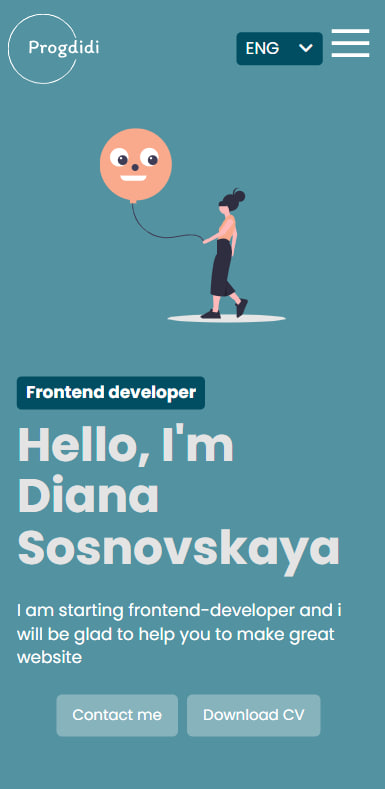 Progdidi
ENG
Frontend developer
Hello, I'm
Diana
Sosnovskaya
I am starting frontend-developer and i
will be glad to help you to make great
website
Contact me
Download CV